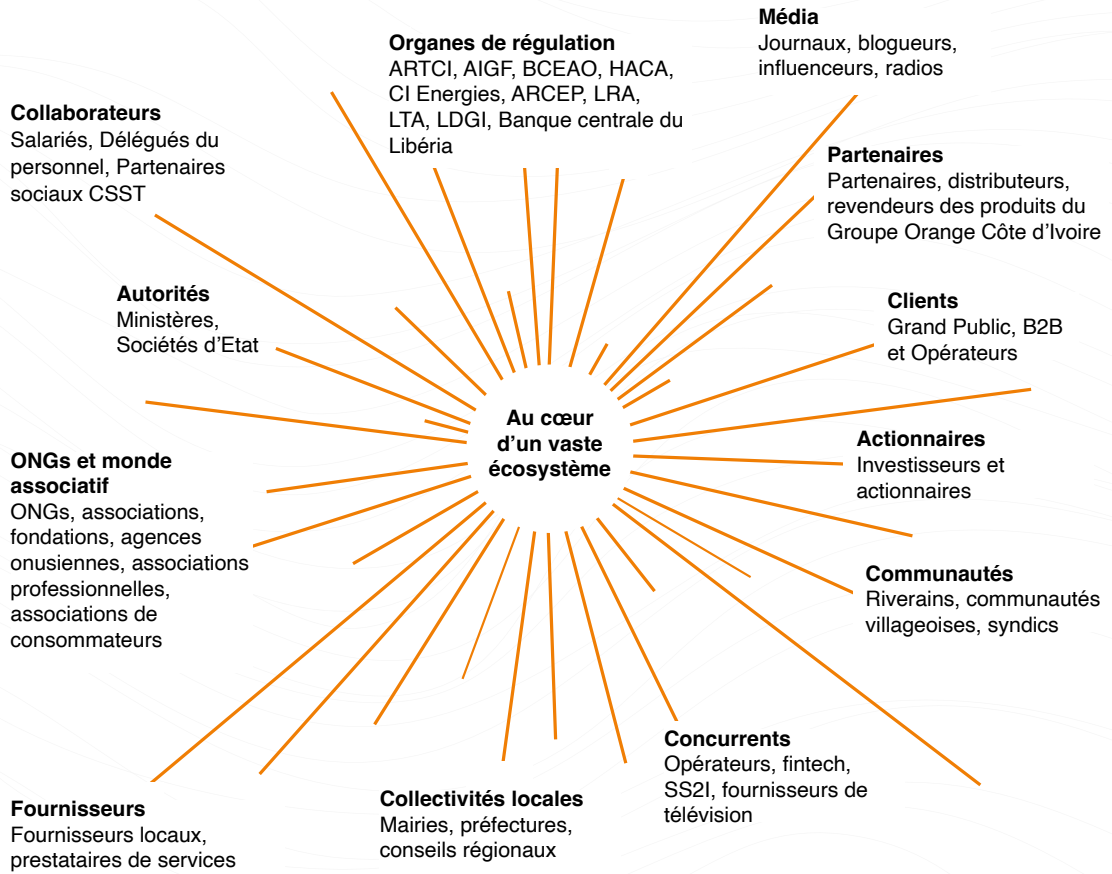 Média
Journaux, blogueurs,
influenceurs, radios
Organes de régulation
ARTCI, AIGF, BCEAO, HACA,
CI Energies, ARCEP, LRA,
LTA, LDGI, Banque centrale du
Libéria
Collaborateurs
Salariés, Délégués du
personnel, Partenaires
sociaux CSST
Partenaires
Partenaires, distributeurs,
revendeurs des produits du
Groupe Orange Côte d'Ivoire
Autorités
Ministères,
Sociétés d'Etat
Clients
Grand Public, B2B
et Opérateurs
Au cœur
d'un vaste
écosystème
Actionnaires
Investisseurs et
actionnaires
ONGs et monde
associatif
ONGs, associations,
fondations, agences
onusiennes, associations
professionnelles,
associations de
consommateurs
Communautés
Riverains, communautés
villageoises, syndics
Concurrents
Opérateurs, fintech,
SS2I, fournisseurs de
télévision
Collectivités locales
Mairies, préfectures,
conseils régionaux
Fournisseurs
Fournisseurs locaux,
prestataires de services